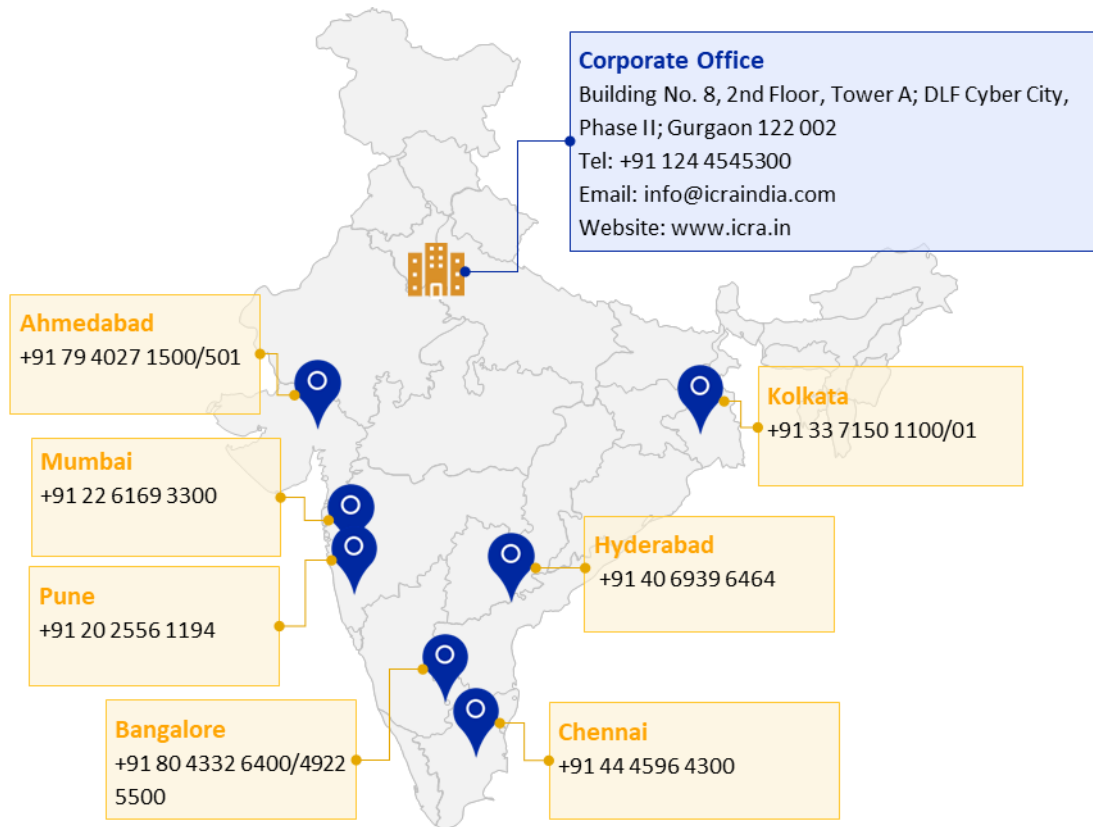 Corporate Office
Building No. 8, 2nd Floor, Tower A; DLF Cyber City,
Phase II; Gurgaon 122 002
Tel: +91 124 4545300
Email: info@icraindia.com
Website: www.icra.in
Ahmedabad
+91 79 4027 1500/501
Kolkata
+91 33 7150 1100/01
Mumbai
+91 22 6169 3300
Hyderabad
+91 40 6939 6464
Pune
+91 20 2556 1194
Bangalore
+91 80 4332 6400/4922
5500
Chennai
+91 44 4596 4300